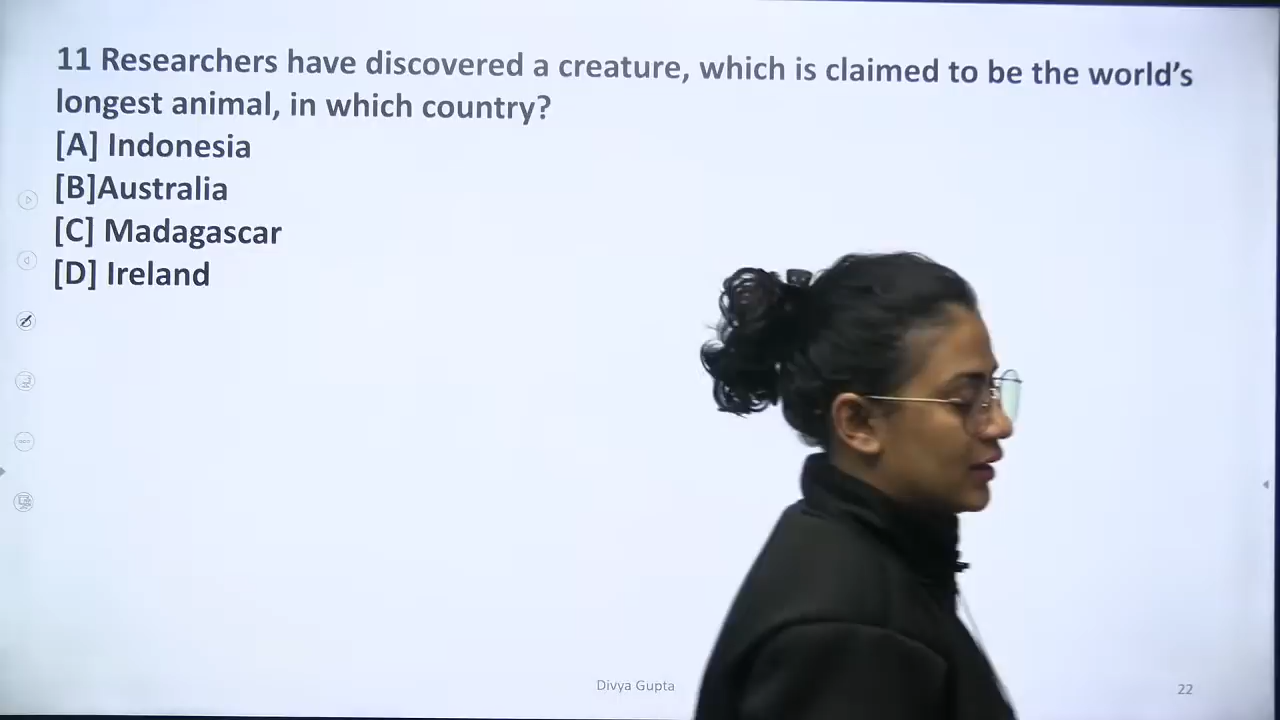 11 Researchers have discovered a creature, which is claimed to be the world’s
longest animal, in which country?
[A] Indonesia
[B]Australia
[C] Madagascar
[D] Ireland
Divya Gupta
22